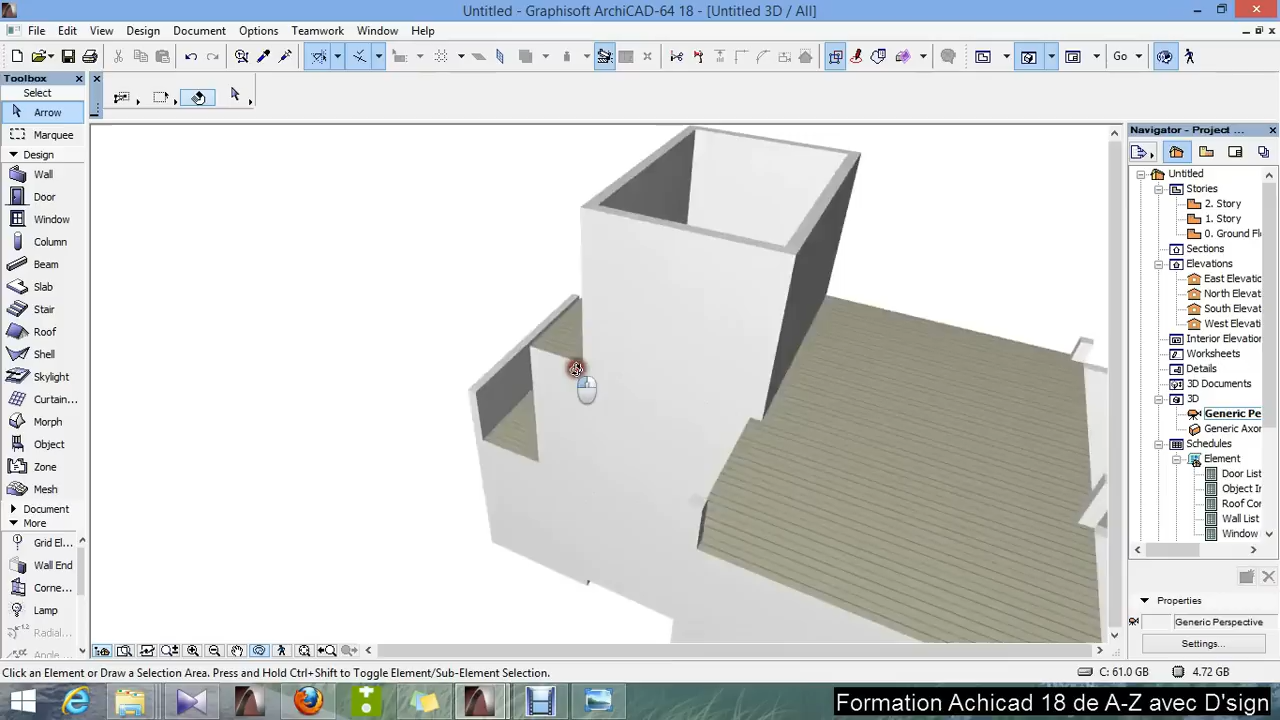 Untitled - Graphisoft ArchiCAD-64 18 - [Untitled 3D / All]
File Edit View Design Document Options Teamwork Window Help
Go
Toolbox
Select
Arrow
Marquee
Design
Wall
Door
Window
Column
Beam
Slab
Stair
Roof
Shell
Skylight
Curtain...
Morph
Object
Zone
Mesh
Document
More
Grid El...
Wall End
Corne...
Lamp
Radial...
Angle
Navigator - Project ...
Untitled
Stories
2. Story
1. Story
0. Ground Fl
Sections
Elevations
East Elevati
North Elevat
South Elevat
West Elevati
Interior Elevation
Worksheets
Details
3D Documents
3D
Generic Pe
Generic Axon
Schedules
Element
Door List
Object In
Roof Cor
Wall List
Window
Properties
Generic Perspective
Settings...
Click an Element or Draw a Selection Area. Press and Hold Ctrl+Shift to Toggle Element/Sub-Element Selection.
C: 61.0 GB
4.72 GB
Formation Achicad 18 de A-Z avec D'sign